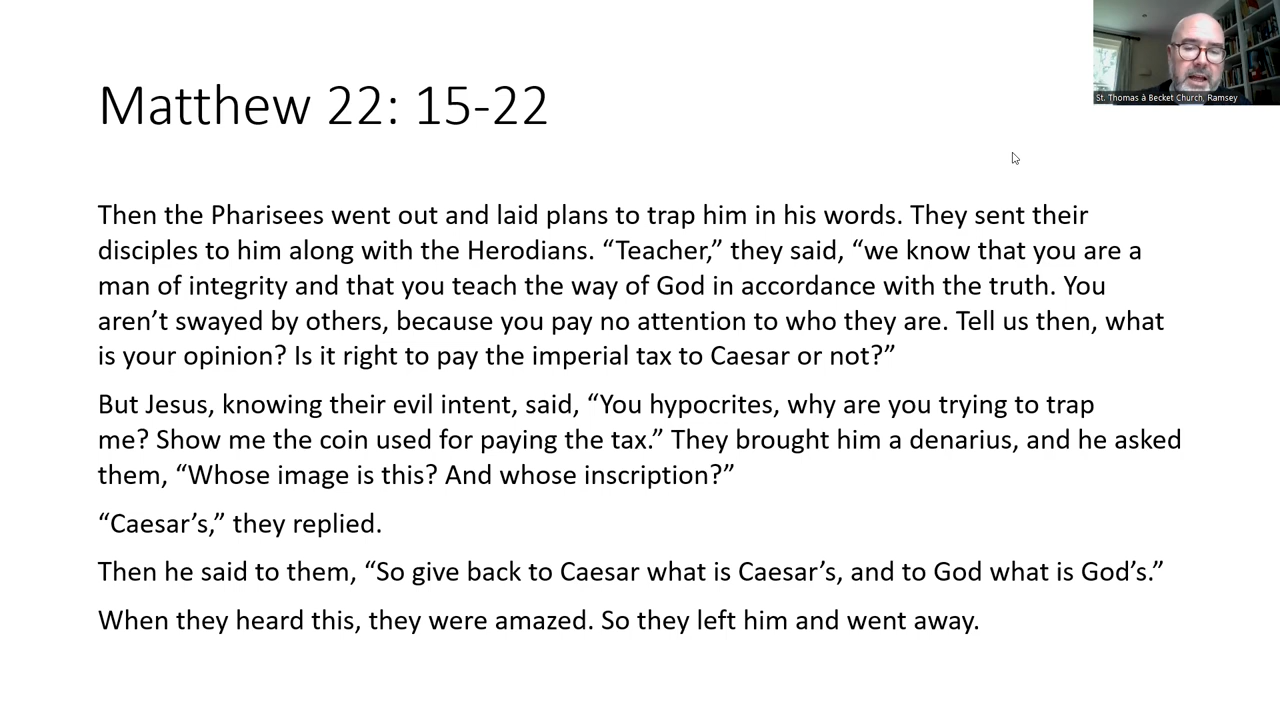 St. Thomas à Becket Church, Ramsey
Matthew 22: 15-22
Then the Pharisees went out and laid plans to trap him in his words. They sent their
disciples to him along with the Herodians. “Teacher,” they said, “we know that you are a
man of integrity and that you teach the way of God in accordance with the truth. You
aren’t swayed by others, because you pay no attention to who they are. Tell us then, what
is your opinion? Is it right to pay the imperial tax to Caesar or not?”
But Jesus, knowing their evil intent, said, “You hypocrites, why are you trying to trap
me? Show me the coin used for paying the tax.” They brought him a denarius, and he asked
them, “Whose image is this? And whose inscription?”
“Caesar’s,” they replied.
Then he said to them, “So give back to Caesar what is Caesar’s, and to God what is God’s.”
When they heard this, they were amazed. So they left him and went away.